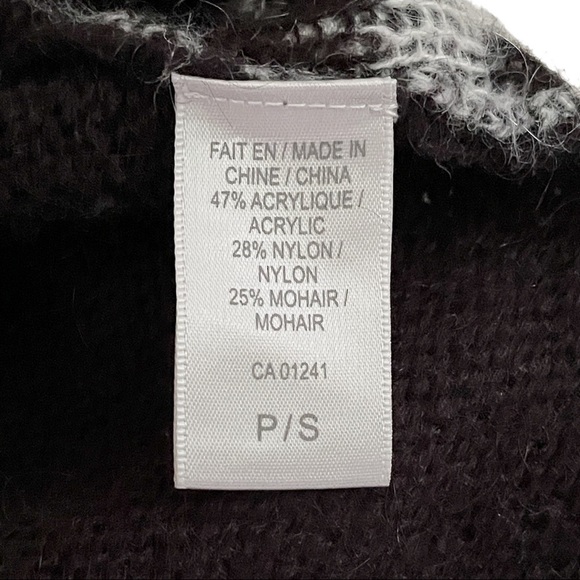 FAIT EN / MADE IN
CHINE / CHINA
47% ACRYLIQUE /
ACRYLIC
28% NYLON /
NYLON
25% MOHAIR /
MOHAIR
CA 01241
P / S